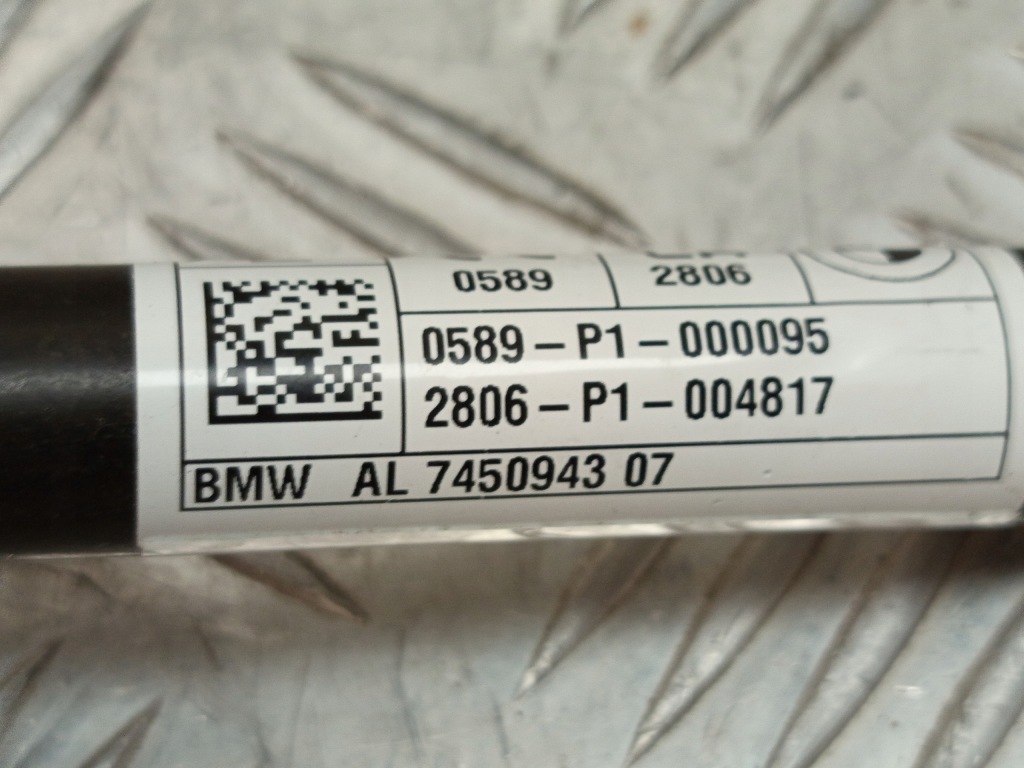 0589 2806
0589 – P1 – 000095
2806 – P1 – 004817
BMW AL 7450943 07